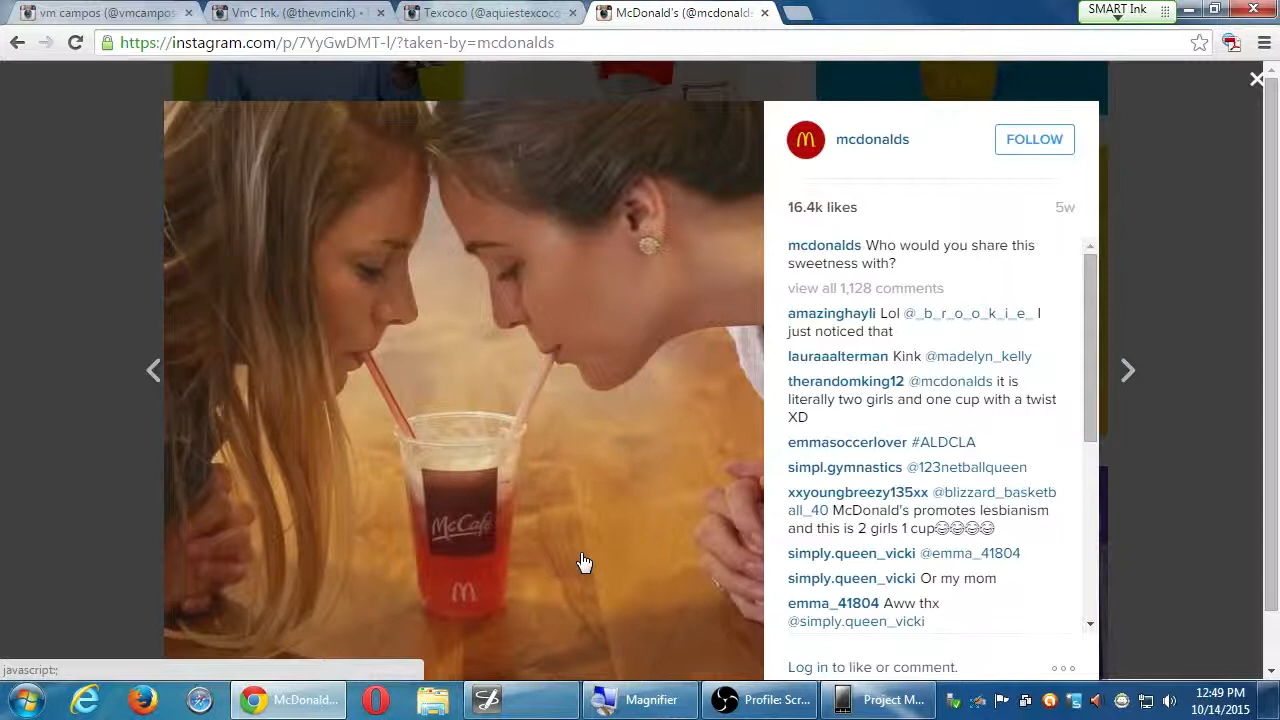 vm campos (@vmcampos
VmC Ink. (@thevmcink)
Texcoco (@aquiestexcoco
McDonald's (@mcdonalds
SMART Ink
https://instagram.com/p/7YyGwDMT-l/?taken-by=mcdonalds
mcdonalds
FOLLOW
16.4k likes
5w
mcdonalds Who would you share this
sweetness with?
view all 1,128 comments
amazinghayli Lol @_b_r_o_o_k_i_e_ I
just noticed that
lauraaalterman Kink @madelyn_kelly
therandomking12 @mcdonalds it is
literally two girls and one cup with a twist
XD
emmasoccerlover #ALDCLA
simpl.gymnastics @123netballqueen
xxyoungbreezy135xx @blizzard_basketb
all_40 McDonald's promotes lesbianism
and this is 2 girls 1 cup😂😂😂😂
simply.queen_vicki @emma_41804
simply.queen_vicki Or my mom
emma_41804 Aww thx
@simply.queen_vicki
Log in to like or comment.
McCafé
javascript:;
McDonald...
Magnifier
Profile: Scr...
Project M...
12:49 PM
10/14/2015